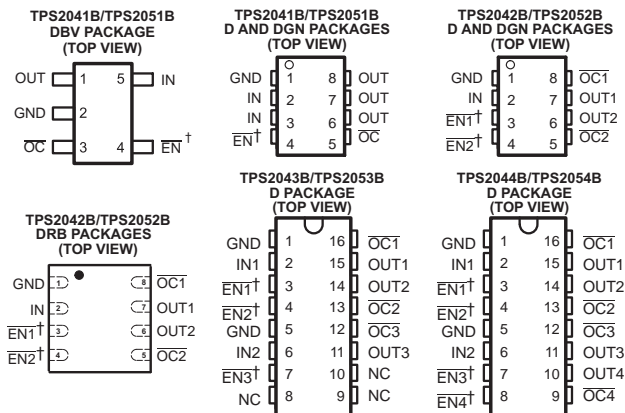 TPS2041B/TPS2051B
DBV PACKAGE
(TOP VIEW)
OUT 1 5 IN
GND 2
OC 3 4 EN†
TPS2041B/TPS2051B
D AND DGN PACKAGES
(TOP VIEW)
GND 1 8 OUT
IN 2 7 OUT
IN 3 6 OUT
EN† 4 5 OC
TPS2042B/TPS2052B
D AND DGN PACKAGES
(TOP VIEW)
GND 1 8 OC1
IN 2 7 OUT1
EN1† 3 6 OUT2
EN2† 4 5 OC2
TPS2042B/TPS2052B
DRB PACKAGES
(TOP VIEW)
GND 1 8 OC1
IN 2 7 OUT1
EN1† 3 6 OUT2
EN2† 4 5 OC2
TPS2043B/TPS2053B
D PACKAGE
(TOP VIEW)
GND 1 16 OC1
IN1 2 15 OUT1
EN1† 3 14 OUT2
EN2† 4 13 OC2
GND 5 12 OC3
IN2 6 11 OUT3
EN3† 7 10 NC
NC 8 9 NC
TPS2044B/TPS2054B
D PACKAGE
(TOP VIEW)
GND 1 16 OC1
IN1 2 15 OUT1
EN1† 3 14 OUT2
EN2† 4 13 OC2
GND 5 12 OC3
IN2 6 11 OUT3
EN3† 7 10 OUT4
EN4† 8 9 OC4